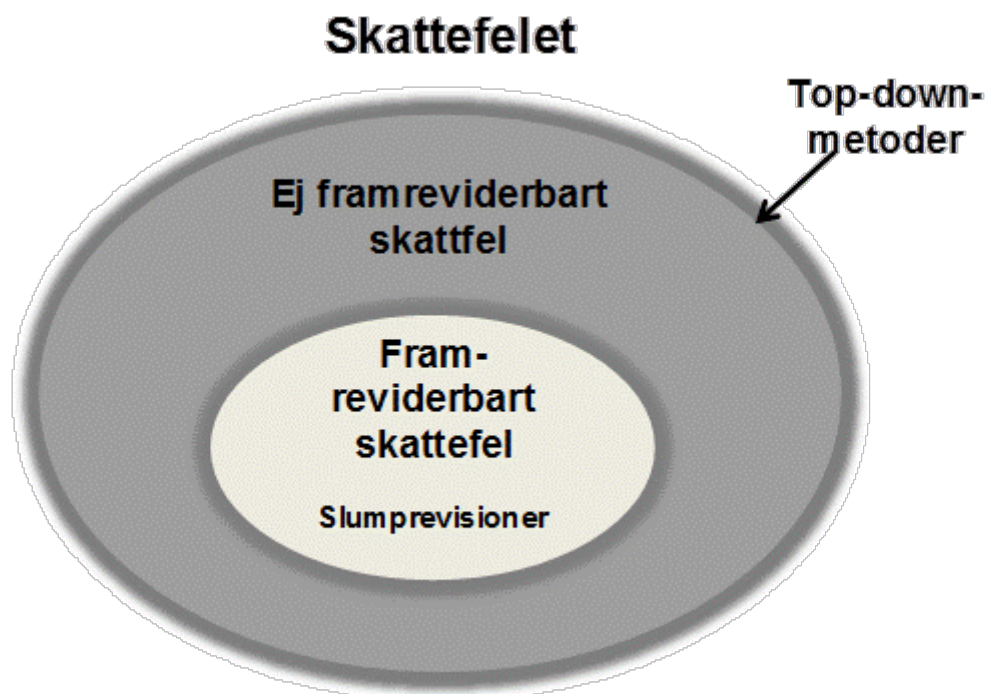 Skattefelet
Top-down-
metoder
Ej framreviderbart
skattfel
Fram-
reviderbart
skattefel
Slumprevisioner